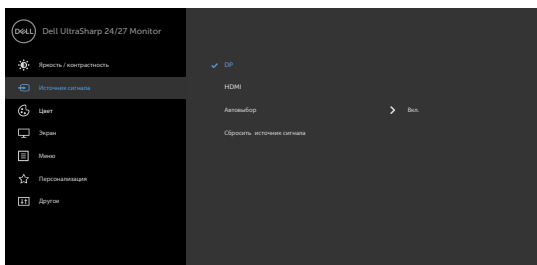 DELL Dell UltraSharp 24/27 Monitor
Яркость / контрастность
Источник сигнала
Цвет
Экран
Меню
Персонализация
Другое
DP
HDMI
Автовыбор Вкл.
Сбросить источник сигнала